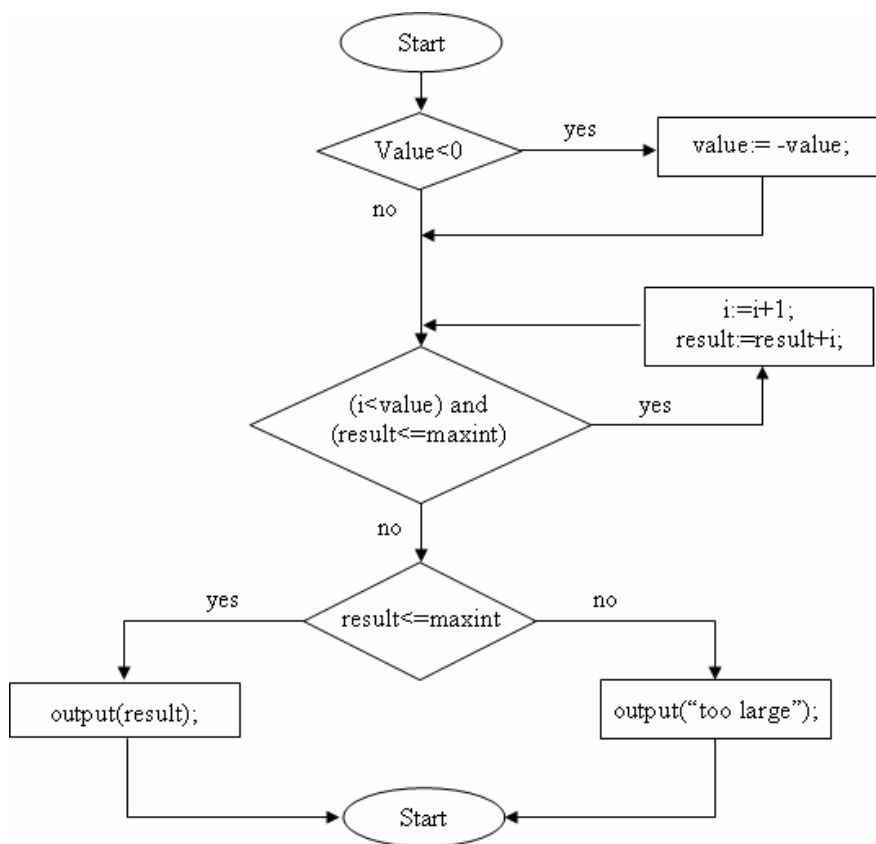 Start
Value<0
yes
value:= -value;
no
i:=i+1;
result:=result+i;
(i<value) and
(result<=maxint)
yes
no
result<=maxint
yes
no
output(result);
output(“too large”);
Start